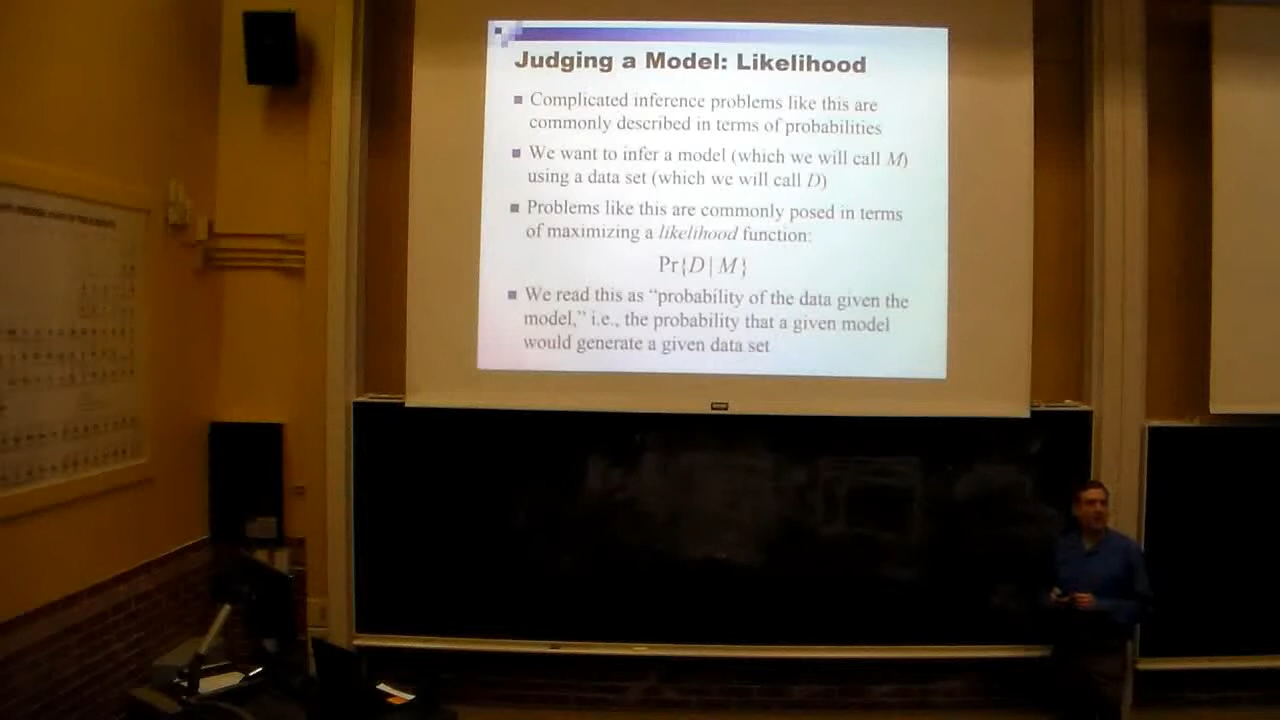 Judging a Model: Likelihood
■ Complicated inference problems like this are
commonly described in terms of probabilities
■ We want to infer a model (which we will call M)
using a data set (which we will call D)
■ Problems like this are commonly posed in terms
of maximizing a likelihood function:
Pr{D|M}
■ We read this as “probability of the data given the
model,” i.e., the probability that a given model
would generate a given data set